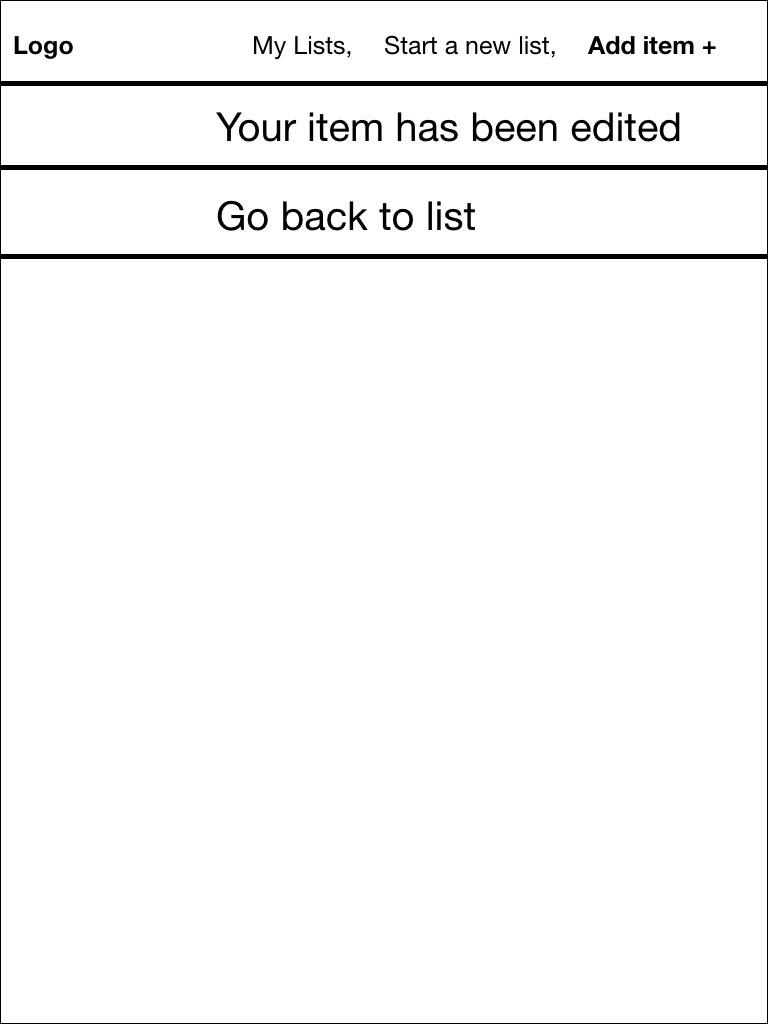 Logo My Lists, Start a new list, Add item +
Your item has been edited
Go back to list